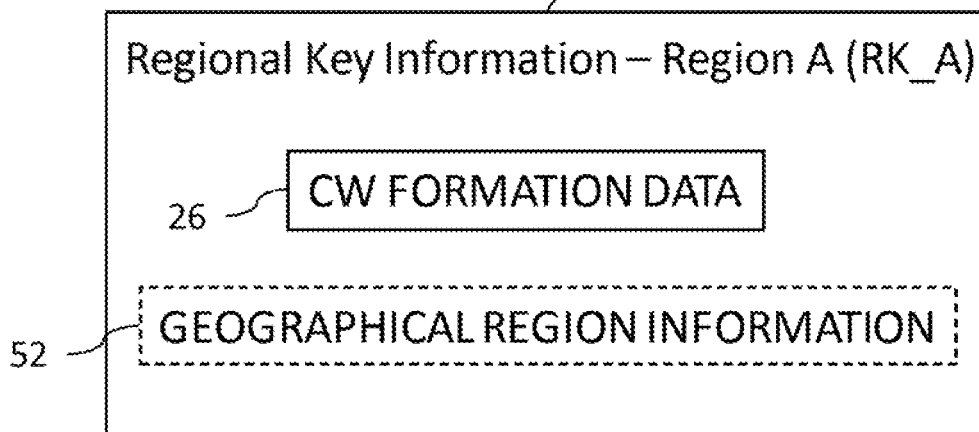 Regional Key Information – Region A (RK_A)
CW FORMATION DATA
26
GEOGRAPHICAL REGION INFORMATION
52